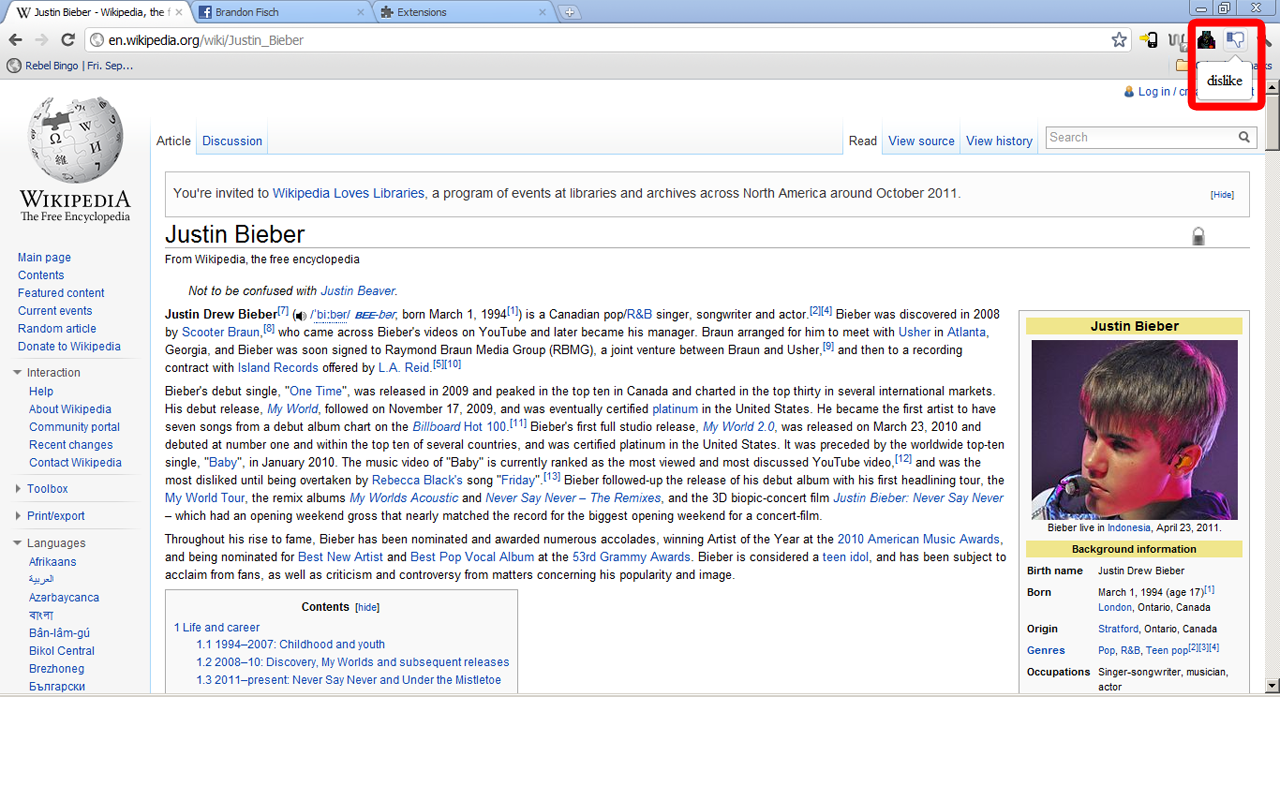 Justin Bieber - Wikipedia, the f
Brandon Fisch
Extensions
en.wikipedia.org/wiki/Justin_Bieber
Rebel Bingo | Fri. Sep...
dislike
Log in /
WIKIPEDIA
The Free Encyclopedia
Article
Discussion
Read
View source
View history
Search
You're invited to Wikipedia Loves Libraries, a program of events at libraries and archives across North America around October 2011.
[Hide]
Justin Bieber
From Wikipedia, the free encyclopedia
Not to be confused with Justin Beaver.
Justin Drew Bieber[7] (/ˈbiːbər/ BEE-bər, born March 1, 1994[1]) is a Canadian pop/R&B singer, songwriter and actor.[2][4] Bieber was discovered in 2008
by Scooter Braun,[8] who came across Bieber's videos on YouTube and later became his manager. Braun arranged for him to meet with Usher in Atlanta,
Georgia, and Bieber was soon signed to Raymond Braun Media Group (RBMG), a joint venture between Braun and Usher,[9] and then to a recording
contract with Island Records offered by L.A. Reid.[5][10]
Bieber's debut single, "One Time", was released in 2009 and peaked in the top ten in Canada and charted in the top thirty in several international markets.
His debut release, My World, followed on November 17, 2009, and was eventually certified platinum in the United States. He became the first artist to have
seven songs from a debut album chart on the Billboard Hot 100.[11] Bieber's first full studio release, My World 2.0, was released on March 23, 2010 and
debuted at number one and within the top ten of several countries, and was certified platinum in the United States. It was preceded by the worldwide top-ten
single, "Baby", in January 2010. The music video of "Baby" is currently ranked as the most viewed and most discussed YouTube video,[12] and was the
most disliked until being overtaken by Rebecca Black's song "Friday".[13] Bieber followed-up the release of his debut album with his first headlining tour, the
My World Tour, the remix albums My Worlds Acoustic and Never Say Never – The Remixes, and the 3D biopic-concert film Justin Bieber: Never Say Never
– which had an opening weekend gross that nearly matched the record for the biggest opening weekend for a concert-film.
Throughout his rise to fame, Bieber has been nominated and awarded numerous accolades, winning Artist of the Year at the 2010 American Music Awards,
and being nominated for Best New Artist and Best Pop Vocal Album at the 53rd Grammy Awards. Bieber is considered a teen idol, and has been subject to
acclaim from fans, as well as criticism and controversy from matters concerning his popularity and image.
Contents [hide]
1 Life and career
1.1 1994–2007: Childhood and youth
1.2 2008–10: Discovery, My Worlds and subsequent releases
1.3 2011–present: Never Say Never and Under the Mistletoe
Justin Bieber
Bieber live in Indonesia, April 23, 2011.
Background information
Birth name Justin Drew Bieber
Born March 1, 1994 (age 17)[1]
London, Ontario, Canada
Origin Stratford, Ontario, Canada
Genres Pop, R&B, Teen pop[2][3][4]
Occupations Singer-songwriter, musician,
actor
Main page
Contents
Featured content
Current events
Random article
Donate to Wikipedia
Interaction
Help
About Wikipedia
Community portal
Recent changes
Contact Wikipedia
Toolbox
Print/export
Languages
Afrikaans
العربية
Azərbaycanca
বাংলা
Bân-lâm-gú
Bikol Central
Brezhoneg
Български